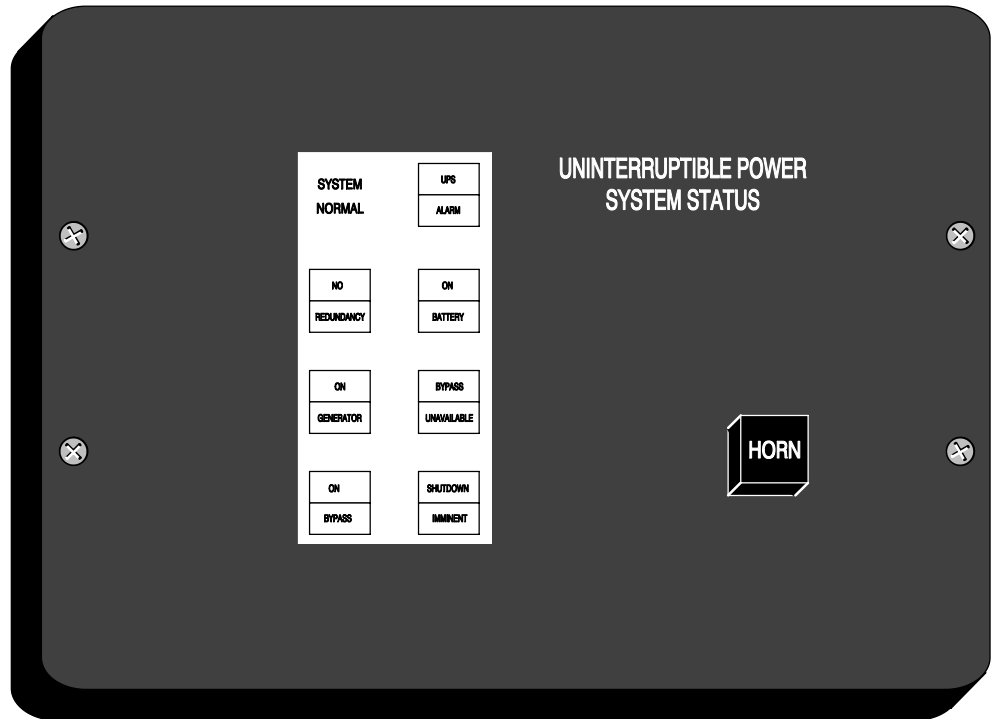 UNINTERRUPTIBLE POWER
SYSTEM STATUS
SYSTEM
NORMAL
UPS
ALARM
NO
REDUNDANCY
ON
BATTERY
ON
GENERATOR
BYPASS
UNAVAILABLE
ON
BYPASS
SHUTDOWN
IMMINENT
HORN